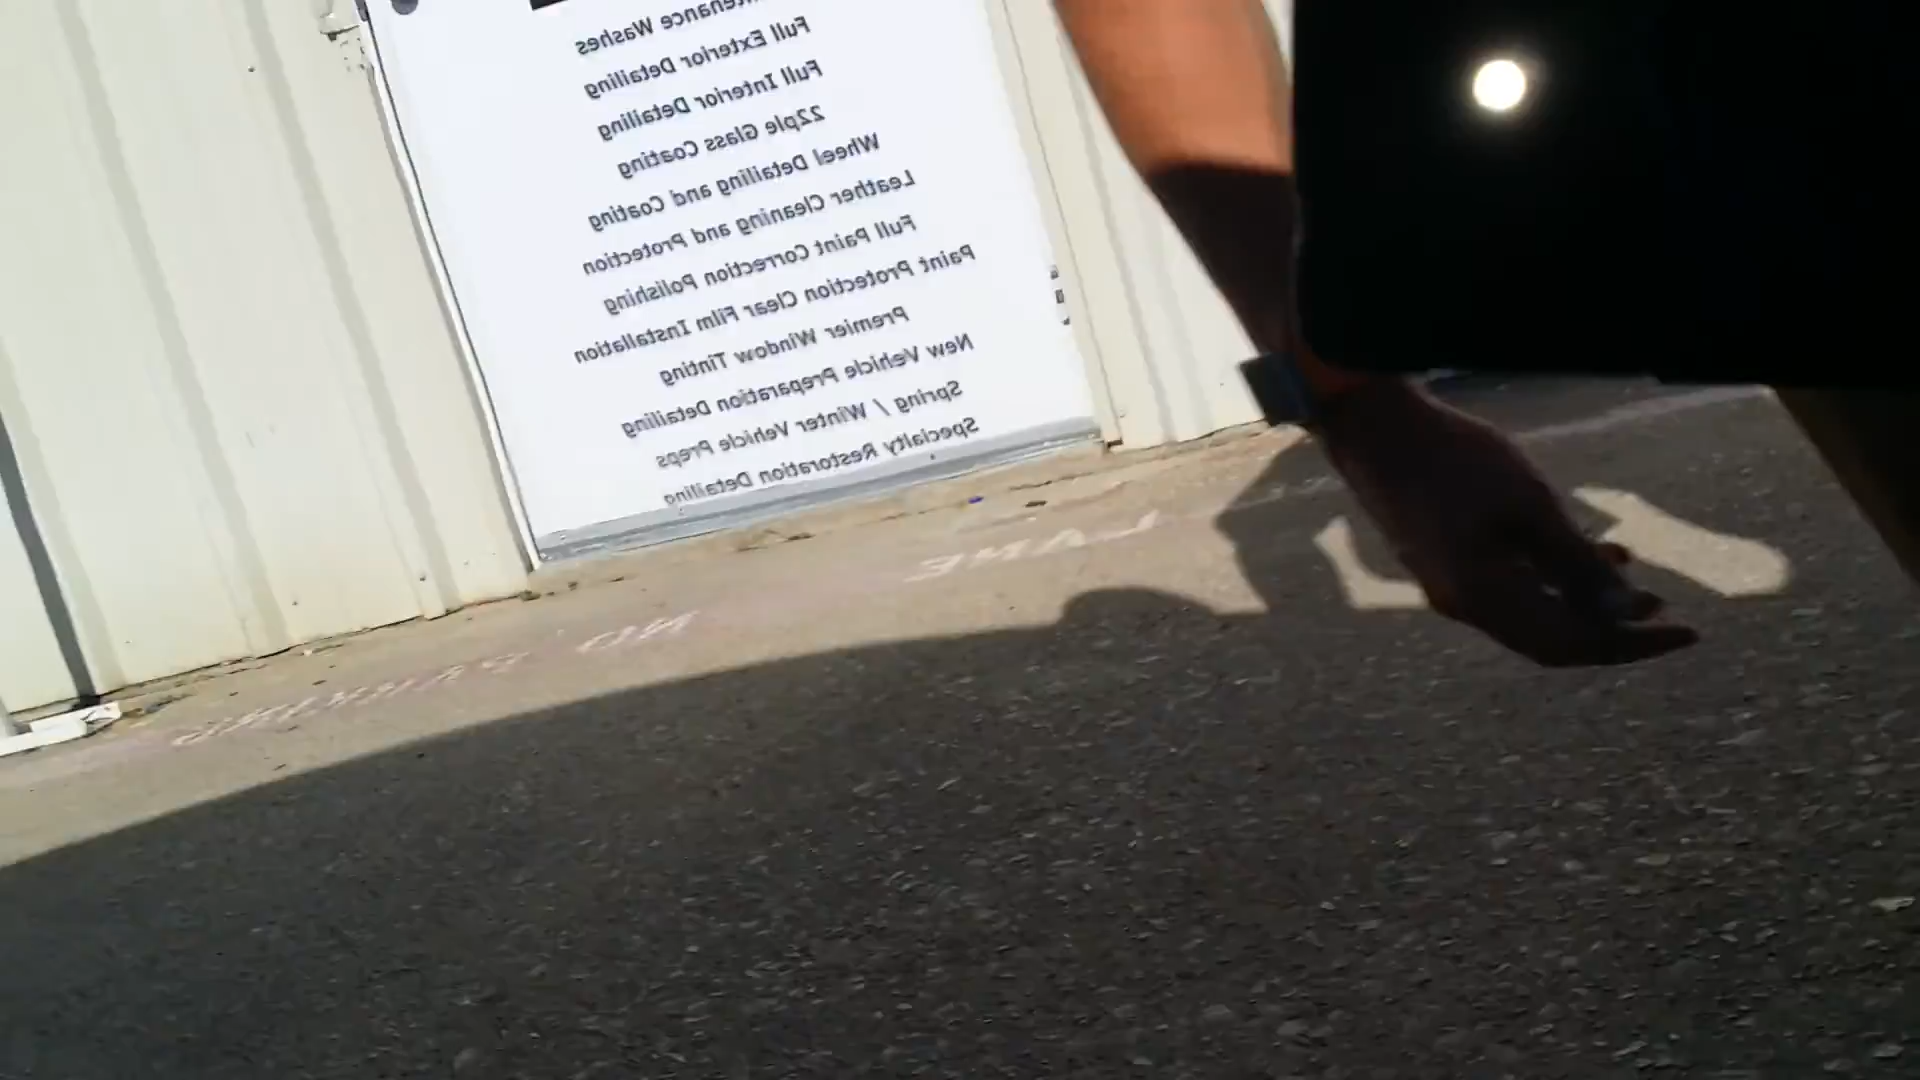 Washes
Full Exterior Detailing
Full Interior Detailing
22ple Glass Coating
Wheel Detailing and Coating
Leather Cleaning and Protection
Full Paint Correction Polishing
Paint Protection Clear Film Installation
Premier Window Tinting
New Vehicle Preparation Detailing
Spring / Winter Vehicle Preps
Specialty Restoration Detailing
NO